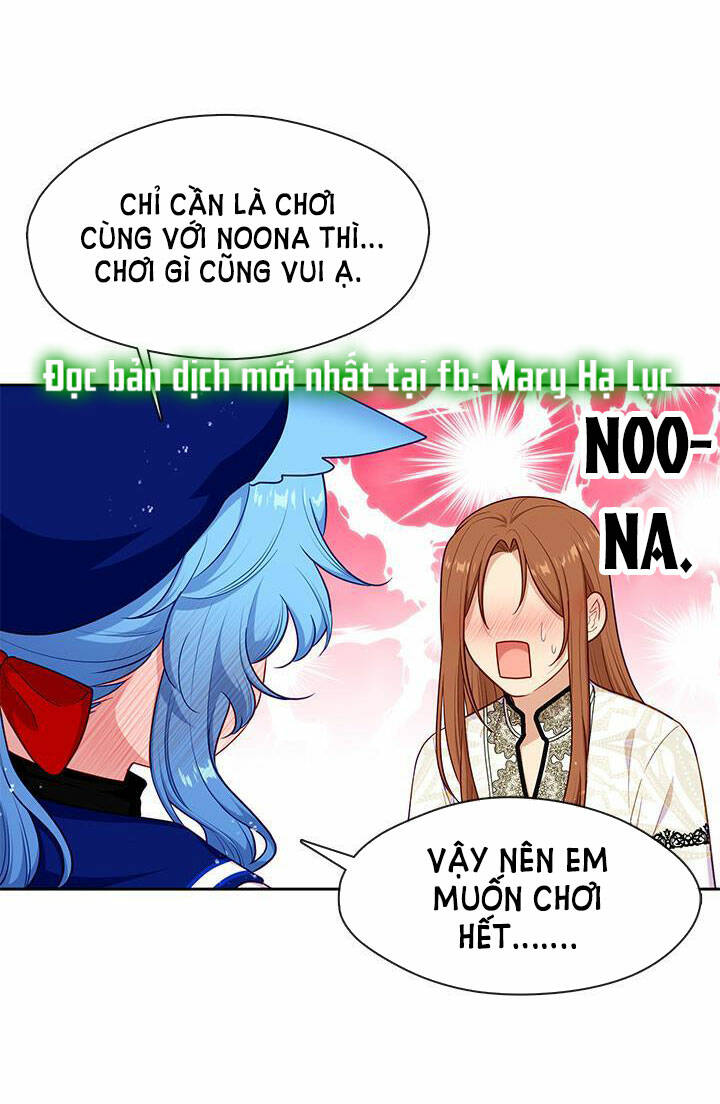 CHỈ CẦN LÀ CHƠI
CÙNG VỚI NOONA THÌ...
CHƠI GÌ CŨNG VUI Ạ.
Đọc bản dịch mới nhất tại fb: Mary Hạ Lục
NOO-
NA.
VẬY NÊN EM
MUỐN CHƠI
HẾT.......